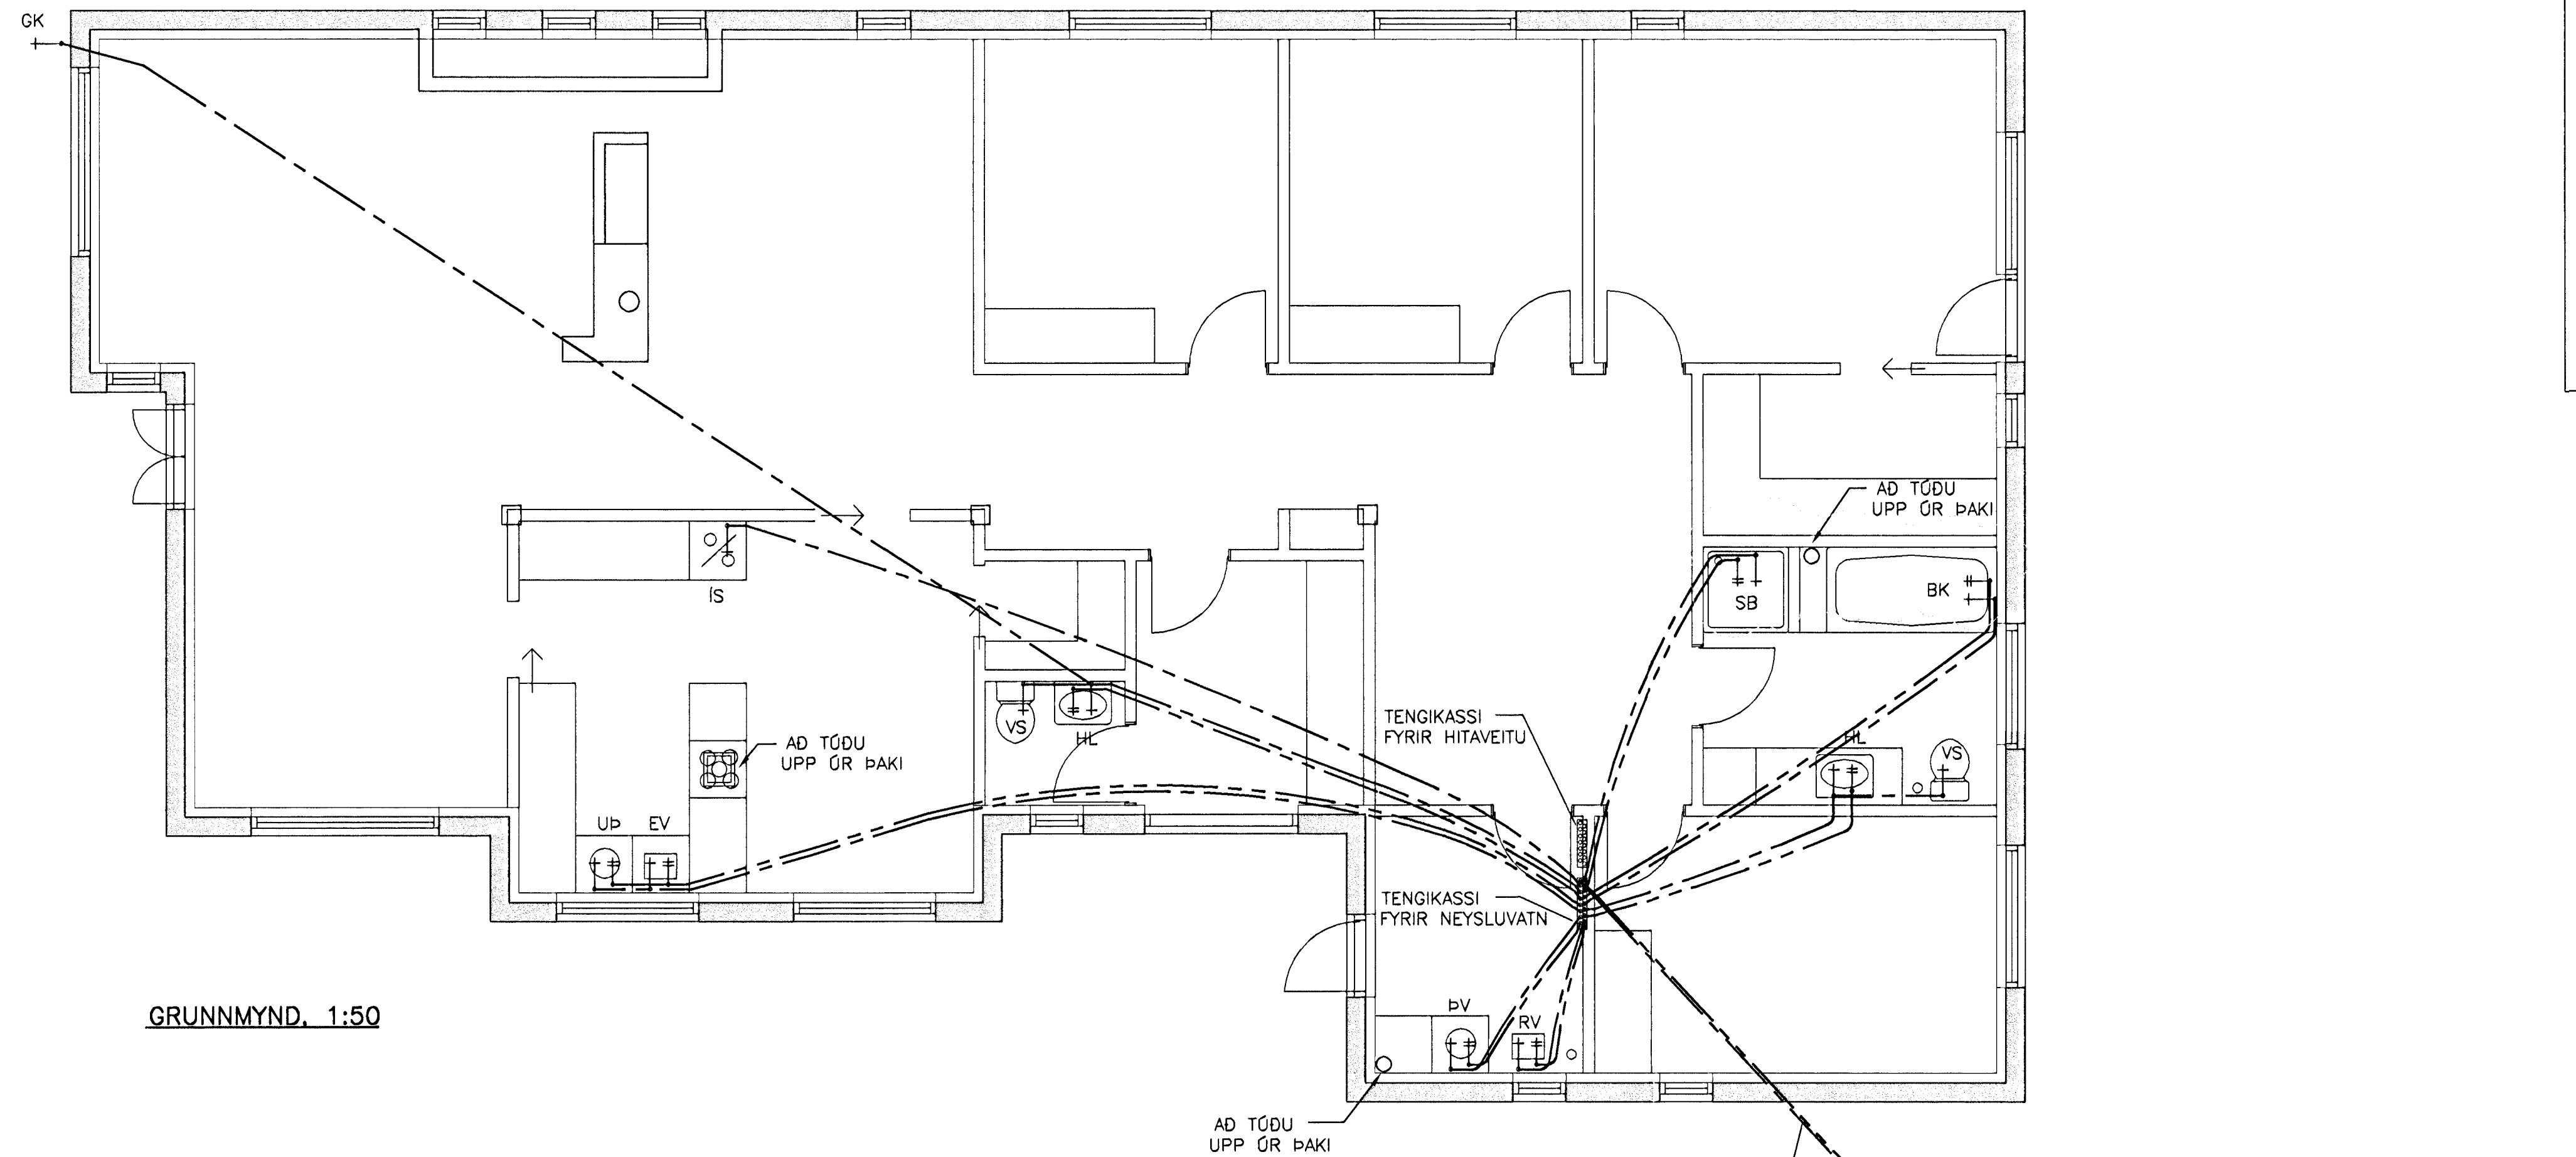 GK
AÐ TÚÐU
UPP ÚR ÞAKI
ÍS
BK
SB
TENGIKASSI
FYRIR HITAVEITU
VS
HL
HL
VS
AÐ TÚÐU
UPP ÚR ÞAKI
UÞ
EV
TENGIKASSI
FYRIR NEYSLUVATN
GRUNNMYND, 1:50
ÞV
RV
AÐ TÚÐU
UPP ÚR ÞAKI